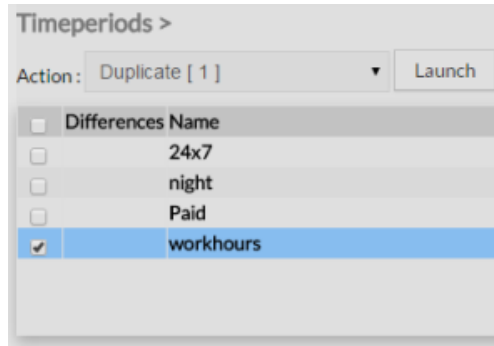 Timeperiods >
Action : Duplicate [ 1 ] Launch
Differences Name
24x7
night
Paid
workhours